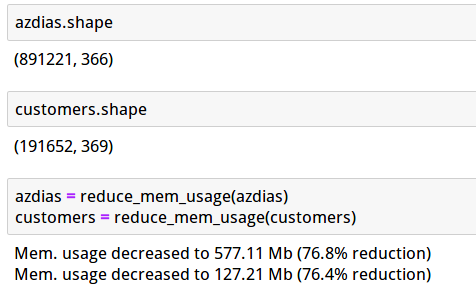 azdias.shape
(891221, 366)
customers.shape
(191652, 369)
azdias = reduce_mem_usage(azdias)
customers = reduce_mem_usage(customers)
Mem. usage decreased to 577.11 Mb (76.8% reduction)
Mem. usage decreased to 127.21 Mb (76.4% reduction)